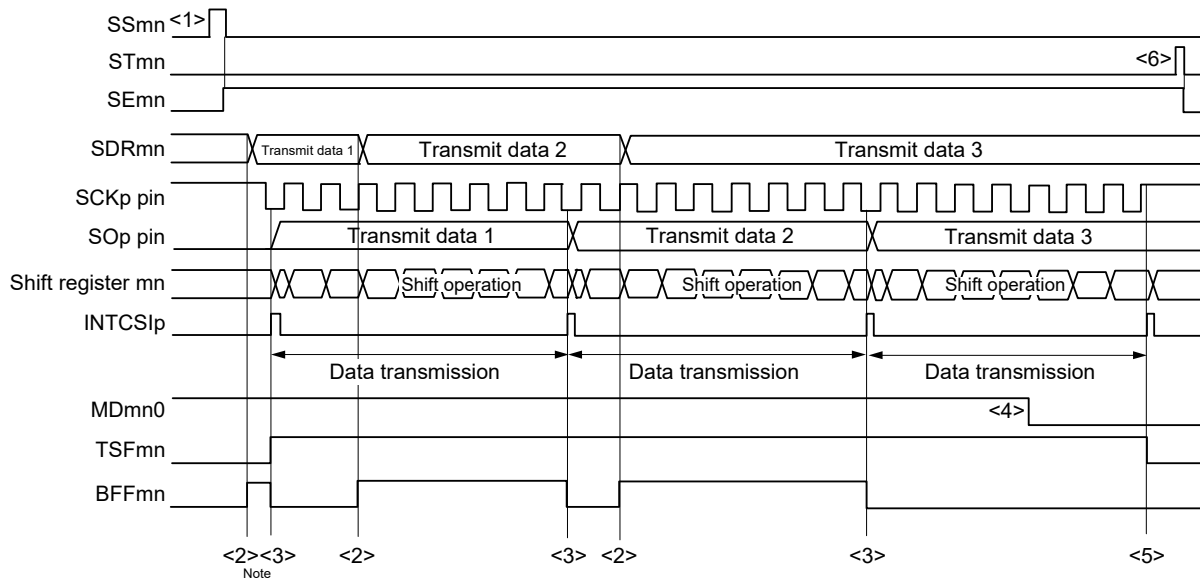 SSmn <1>
STmn <6>
SEmn
SDRmn Transmit data 1 Transmit data 2 Transmit data 3
SCKp pin
SOp pin Transmit data 1 Transmit data 2 Transmit data 3
Shift register mn Shift operation Shift operation Shift operation
INTCSIp
Data transmission Data transmission Data transmission
MDmn0 <4>
TSFmn
BFFmn
<2> <3> <2> <3> <2> <3> <5>
Note